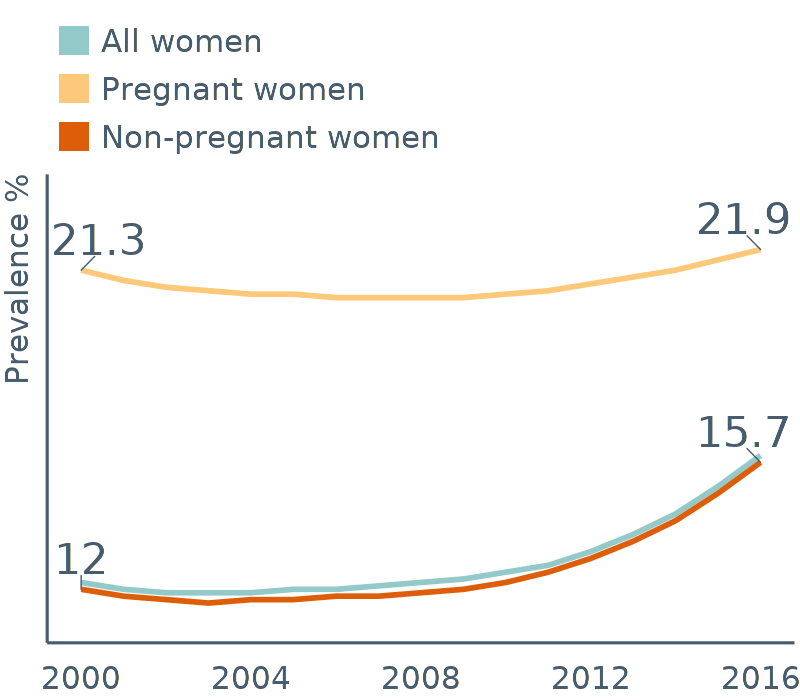 All women
Pregnant women
Non-pregnant women
Prevalence %
21.3
21.9
15.7
12
2000 2004 2008 2012 2016